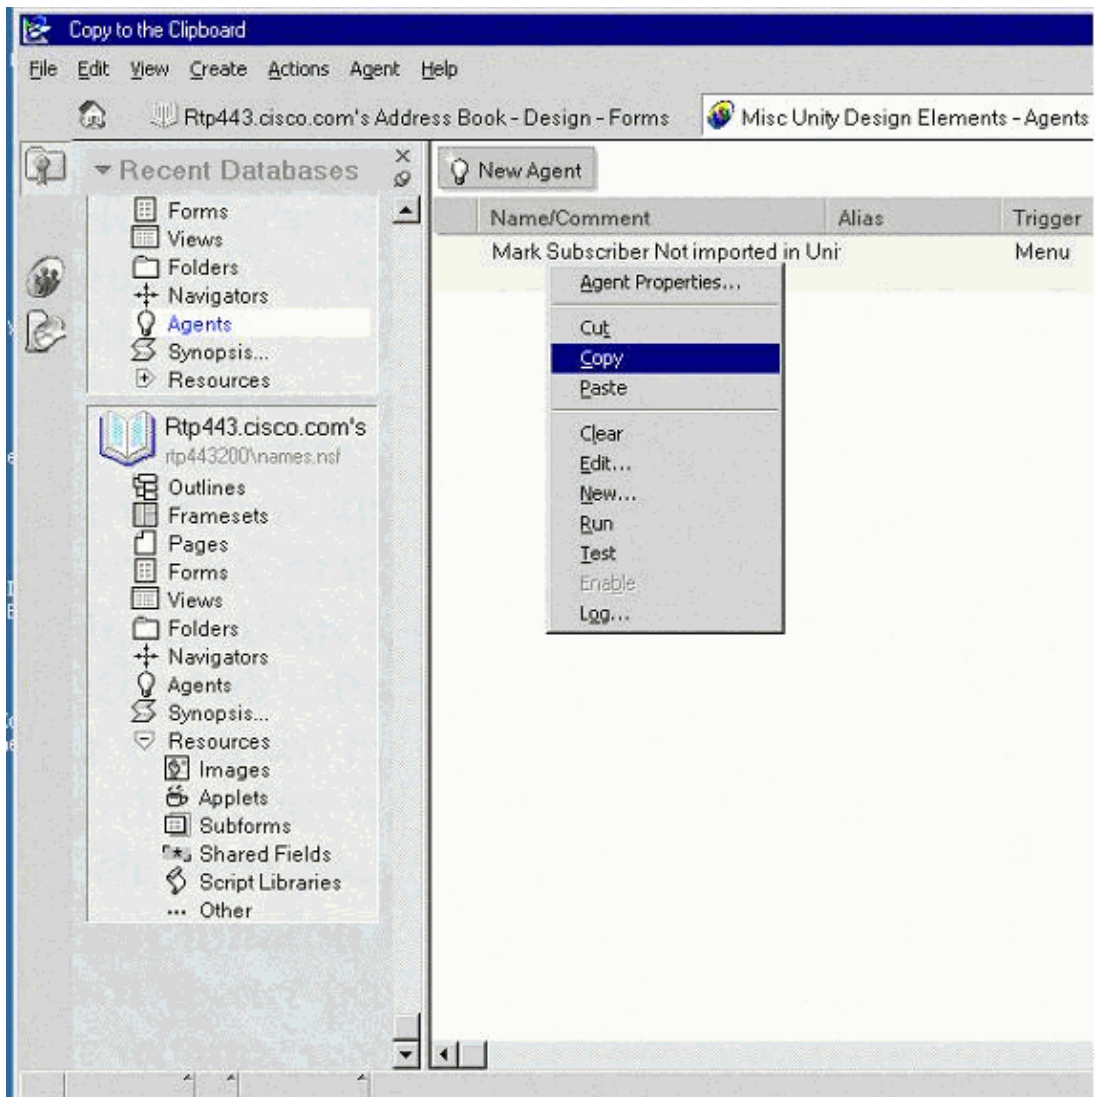 Copy to the Clipboard
File Edit View Create Actions Agent Help
Rtp443.cisco.com's Address Book - Design - Forms
Misc Unity Design Elements - Agents
Recent Databases
Forms
Views
Folders
Navigators
Agents
Synopsis...
Resources
Rtp443.cisco.com's
rtp443200\names.nsf
Outlines
Framesets
Pages
Forms
Views
Folders
Navigators
Agents
Synopsis...
Resources
Images
Applets
Subforms
Shared Fields
Script Libraries
Other
New Agent
Name/Comment Alias Trigger
Mark Subscriber Not imported in Uni Menu
Agent Properties...
Cut
Copy
Paste
Clear
Edit...
New...
Run
Test
Enable
Log...